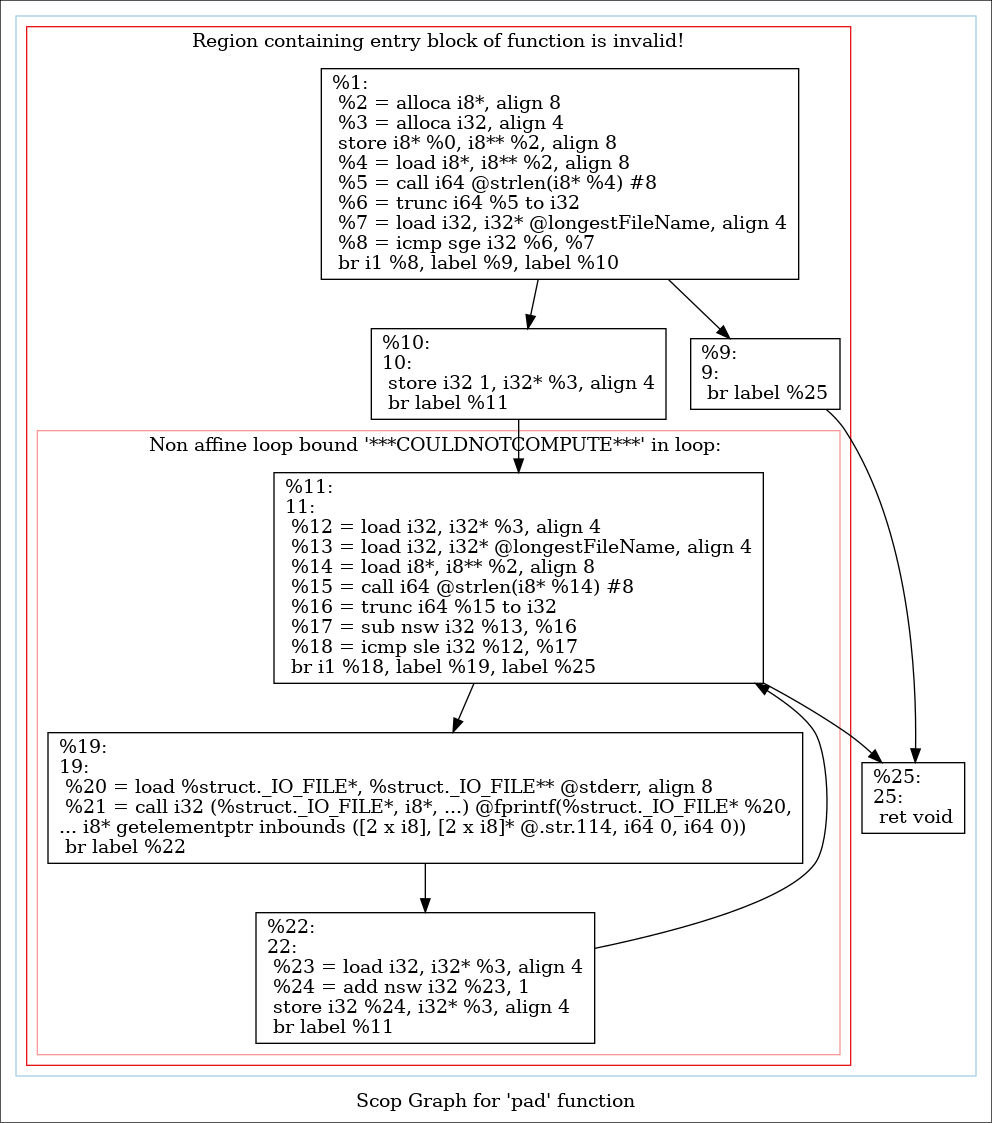 Region containing entry block of function is invalid!
%1:
%2 = alloca i8*, align 8
%3 = alloca i32, align 4
store i8* %0, i8** %2, align 8
%4 = load i8*, i8** %2, align 8
%5 = call i64 @strlen(i8* %4) #8
%6 = trunc i64 %5 to i32
%7 = load i32, i32* @longestFileName, align 4
%8 = icmp sge i32 %6, %7
br i1 %8, label %9, label %10
%10:
10:
store i32 1, i32* %3, align 4
br label %11
%9:
9:
br label %25
Non affine loop bound '***COULDNOTCOMPUTE***' in loop:
%11:
11:
%12 = load i32, i32* %3, align 4
%13 = load i32, i32* @longestFileName, align 4
%14 = load i8*, i8** %2, align 8
%15 = call i64 @strlen(i8* %14) #8
%16 = trunc i64 %15 to i32
%17 = sub nsw i32 %13, %16
%18 = icmp sle i32 %12, %17
br i1 %18, label %19, label %25
%19:
19:
%20 = load %struct._IO_FILE*, %struct._IO_FILE** @stderr, align 8
%21 = call i32 (%struct._IO_FILE*, i8*, ...) @fprintf(%struct._IO_FILE* %20,
... i8* getelementptr inbounds ([2 x i8], [2 x i8]* @.str.114, i64 0, i64 0))
br label %22
%25:
25:
ret void
%22:
22:
%23 = load i32, i32* %3, align 4
%24 = add nsw i32 %23, 1
store i32 %24, i32* %3, align 4
br label %11
Scop Graph for 'pad' function